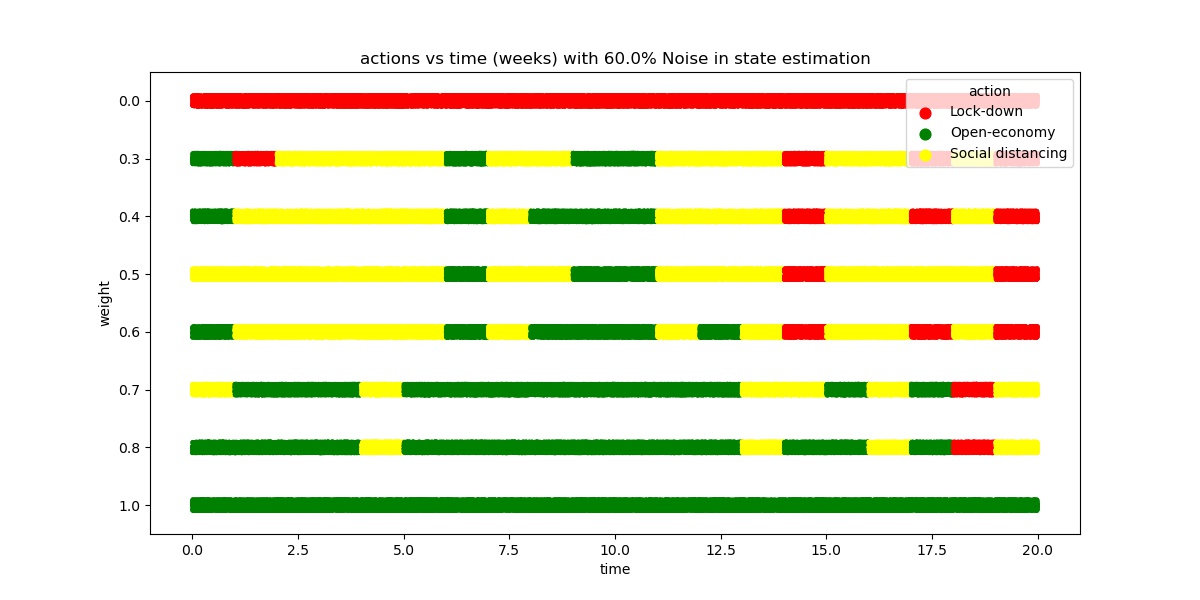 actions vs time (weeks) with 60.0% Noise in state estimation
action
Lock-down
Open-economy
Social distancing
weight
0.0
0.3
0.4
0.5
0.6
0.7
0.8
1.0
0.0 2.5 5.0 7.5 10.0 12.5 15.0 17.5 20.0
time